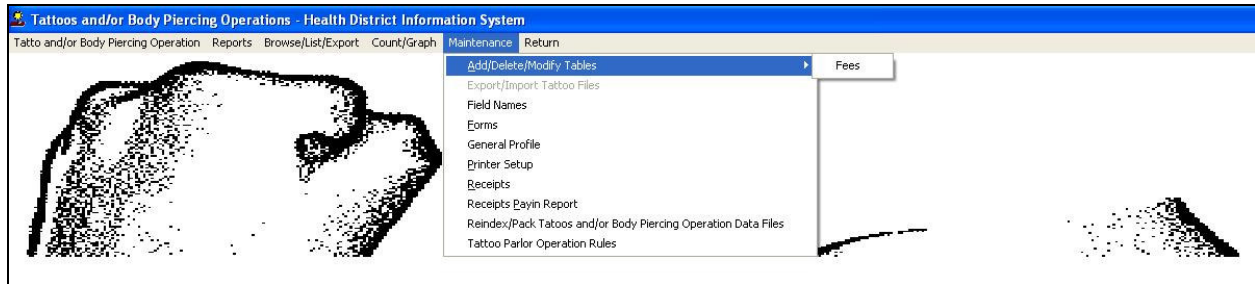 Tattoos and/or Body Piercing Operations - Health District Information System
Tatto and/or Body Piercing Operation Reports Browse/List/Export Count/Graph Maintenance Return
Add/Delete/Modify Tables Fees
Export/Import Tattoo Files
Field Names
Forms
General Profile
Printer Setup
Receipts
Receipts Payin Report
Reindex/Pack Tatoos and/or Body Piercing Operation Data Files
Tattoo Parlor Operation Rules